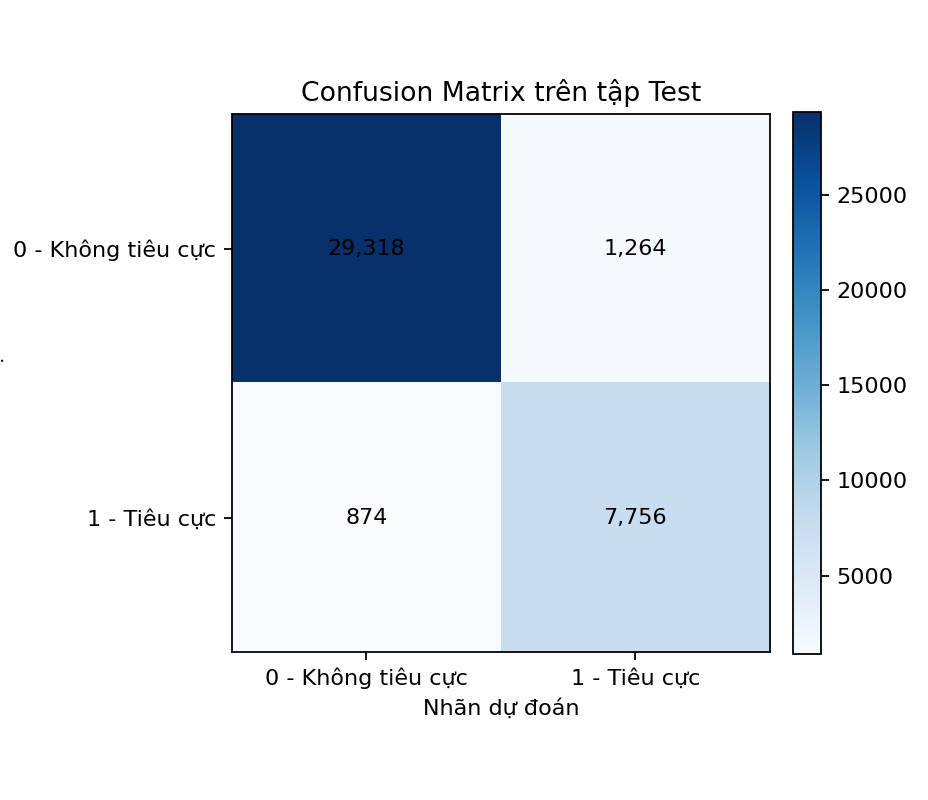 Confusion Matrix trên tập Test
0 - Không tiêu cực
29,318
1,264
1 - Tiêu cực
874
7,756
0 - Không tiêu cực
1 - Tiêu cực
Nhãn dự đoán
25000
20000
15000
10000
5000